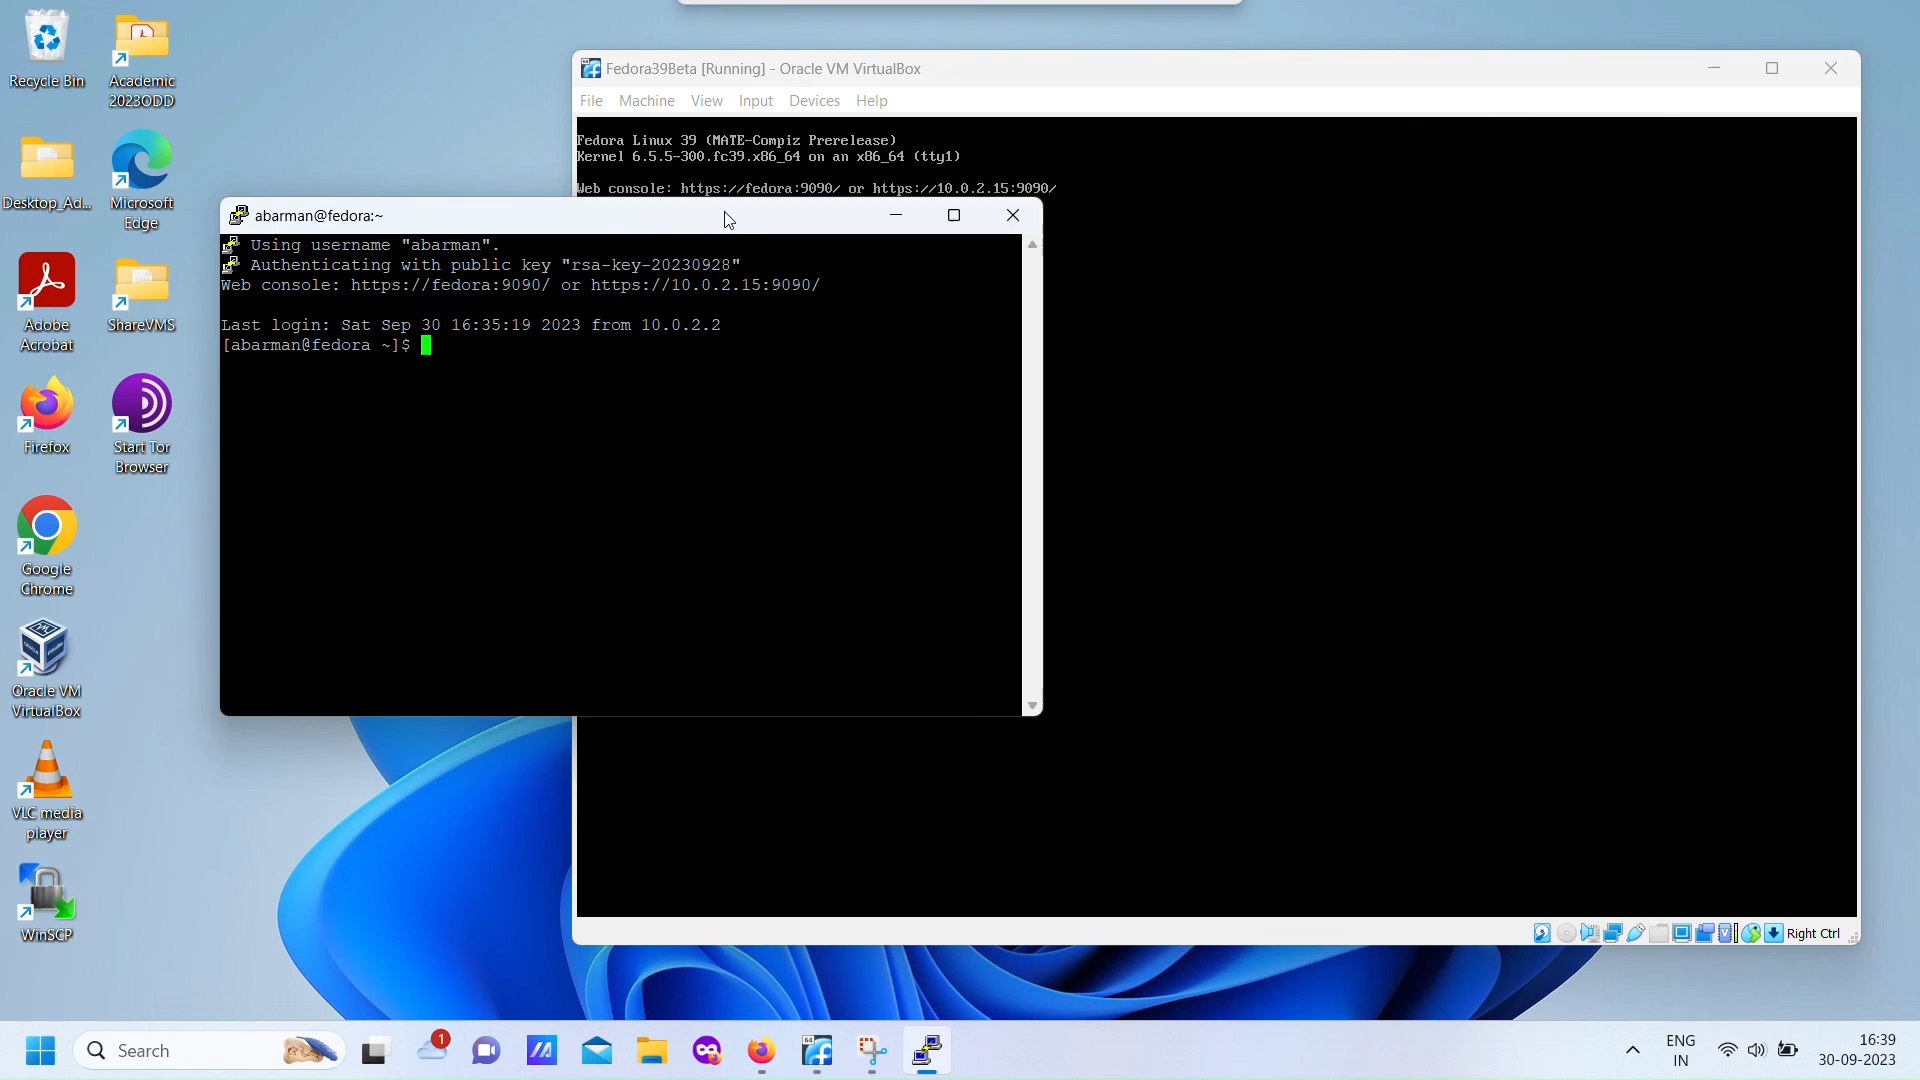 Recycle Bin
Academic
2023ODD
Desktop_Ad...
Microsoft
Edge
Adobe
Acrobat
ShareVMS
Firefox
Start Tor
Browser
Google
Chrome
Oracle VM
VirtualBox
VLC media
player
WinSCP
Fedora39Beta [Running] - Oracle VM VirtualBox
File Machine View Input Devices Help
Fedora Linux 39 (MATE-Compiz Prerelease)
Kernel 6.5.5-300.fc39.x86_64 on an x86_64 (tty1)
Web console: https://fedora:9090/ or https://10.0.2.15:9090/
abarman@fedora:~
Using username "abarman".
Authenticating with public key "rsa-key-20230928"
Web console: https://fedora:9090/ or https://10.0.2.15:9090/
Last login: Sat Sep 30 16:35:19 2023 from 10.0.2.2
[abarman@fedora ~]$
Right Ctrl
Search
1
64
ENG
IN
16:39
30-09-2023